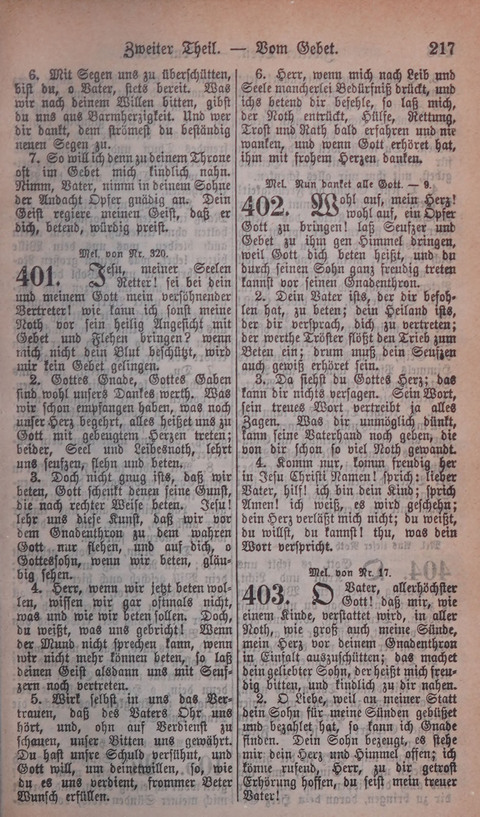 Zweiter Theil. — Vom Gebet. 217
6. Mit Segen uns zu überschütten,
bist du, o Vater, stets bereit. Was
wir nach deinem Willen bitten, gibst
du uns aus Barmherzigkeit. Und wer
dir dankt, dem strömest du beständig
neuen Segen zu.
7. So will ich denn zu deinem Throne
oft im Gebet mich kindlich nahn.
Nimm, Vater, nimm in deinem Sohne
der Andacht Opfer gnädig an. Dein
Geist regiere meinen Geist, daß er
dich, betend, würdig preist.
Mel. von Nr. 320.
401. Jesu, meiner Seelen
Retter! sei bei dein
und meinem Gott mein versöhnender
Vertreter! wie kann ich sonst meine
Noth vor sein heilig Angesicht mit
Gebet und Flehen bringen? wenn
mich nicht dein Blut beschützt, wird
mir kein Gebet gelingen.
2. Gottes Gnade, Gottes Gaben
sind wohl unsers Dankes werth. Was
wir schon empfangen haben, was noch
unser Herz begehrt, alles heißet uns zu
Gott mit gebeugtem Herzen treten;
beider, Seel und Leibesnoth, lehrt
uns seufzen, flehn und beten.
3. Doch nicht gnug ists, daß wir
beten, Gott schenkt denen seine Gunst,
die nach rechter Weise beten. Jesu!
lehr uns diese Kunst, daß wir vor
dem Gnadenthron zu dem wahren
Gott nur flehen, und auf dich, o
Gottessohn, wenn wir beten, gläu-
big sehen.
4. Herr, wenn wir jetzt beten wol-
len, wissen wir gar oftmals nicht,
was und wie wir beten sollen. Doch,
du weißt, was uns gebricht! Wenn
der Mund nicht sprechen kann, wenn
wir nicht mehr können beten, so laß
deinen Geist alsdann uns mit Seuf-
zern noch vertreten.
5. Wirk selbst in uns das Ver-
trauen, daß des Vaters Ohr uns
hört, und, ohn auf Verdienst zu
schauen, unser Bitten uns gewährt.
Du hast unsre Schuld versühnt, und
Gott will, um deinetwillen, so, wie
du es uns verdient, frommer Beter
Wunsch erfüllen.
6. Herr, wenn mich nach Leib und
Seele mancherlei Bedürfniß drückt, und
ichs betend dir befehle, so laß mich,
der Noth entrückt, Hülfe, Rettung,
Trost und Rath bald erfahren und nie
wanken, und wenn Gott erhöret hat,
ihm mit frohem Herzen danken.
Mel. Nun danket alle Gott. — 9.
402. Wohl auf, mein Herz!
wohl auf, ein Opfer
Gott zu bringen! laß Seufzer und
Gebet zu ihm gen Himmel dringen,
weil Gott dich beten heißt, und du
durch seinen Sohn ganz freudig treten
kannst vor seinen Gnadenthron.
2. Dein Vater ists, der dir befoh-
len hat, zu beten; dein Heiland ists,
der dir versprach, dich zu vertreten;
der werthe Tröster flößt den Trieb zum
Beten ein; drum muß dein Seufzen
auch gewiß erhöret sein.
3. Da siehst du Gottes Herz; das
kann dir nichts versagen. Sein Wort,
sein treues Wort vertreibt ja alles
Zagen. Was dir unmöglich dünkt,
kann seine Vaterhand noch geben, die
von dir schon so viel Noth gewandt.
4. Komm nur, komm freudig her
in Jesu Christi Namen! sprich: lieber
Vater, hilf! ich bin dein Kind; sprich
Amen! ich weiß, es wird geschehn;
dein Herz verläßt mich nicht; du weißt,
du willst, du kannst! thu, was dein
Wort verspricht.
Mel. von Nr. 17.
403. O Vater, allerhöchster
Gott! daß mir, wie
einem Kinde, verstattet wird, in aller
Noth, wie groß auch meine Sünde,
mein Herz vor deinem Gnadenthron
in Einfalt auszuschütten; das machet
dein geliebter Sohn, der heißt mich freu-
dig bitten, und kindlich zu dir nahen.
2. O Liebe, weil an meiner Statt
dein Sohn für meine Sünden gebüßet
und bezahlet hat, so kann ich Gnade
finden. Dein Sohn bezeugt, es stehe
mir dein Herz und Himmel offen; ich
könne rufend, Herr, zu dir getrost
Erhörung hoffen, du seist mein treuer
Vater!